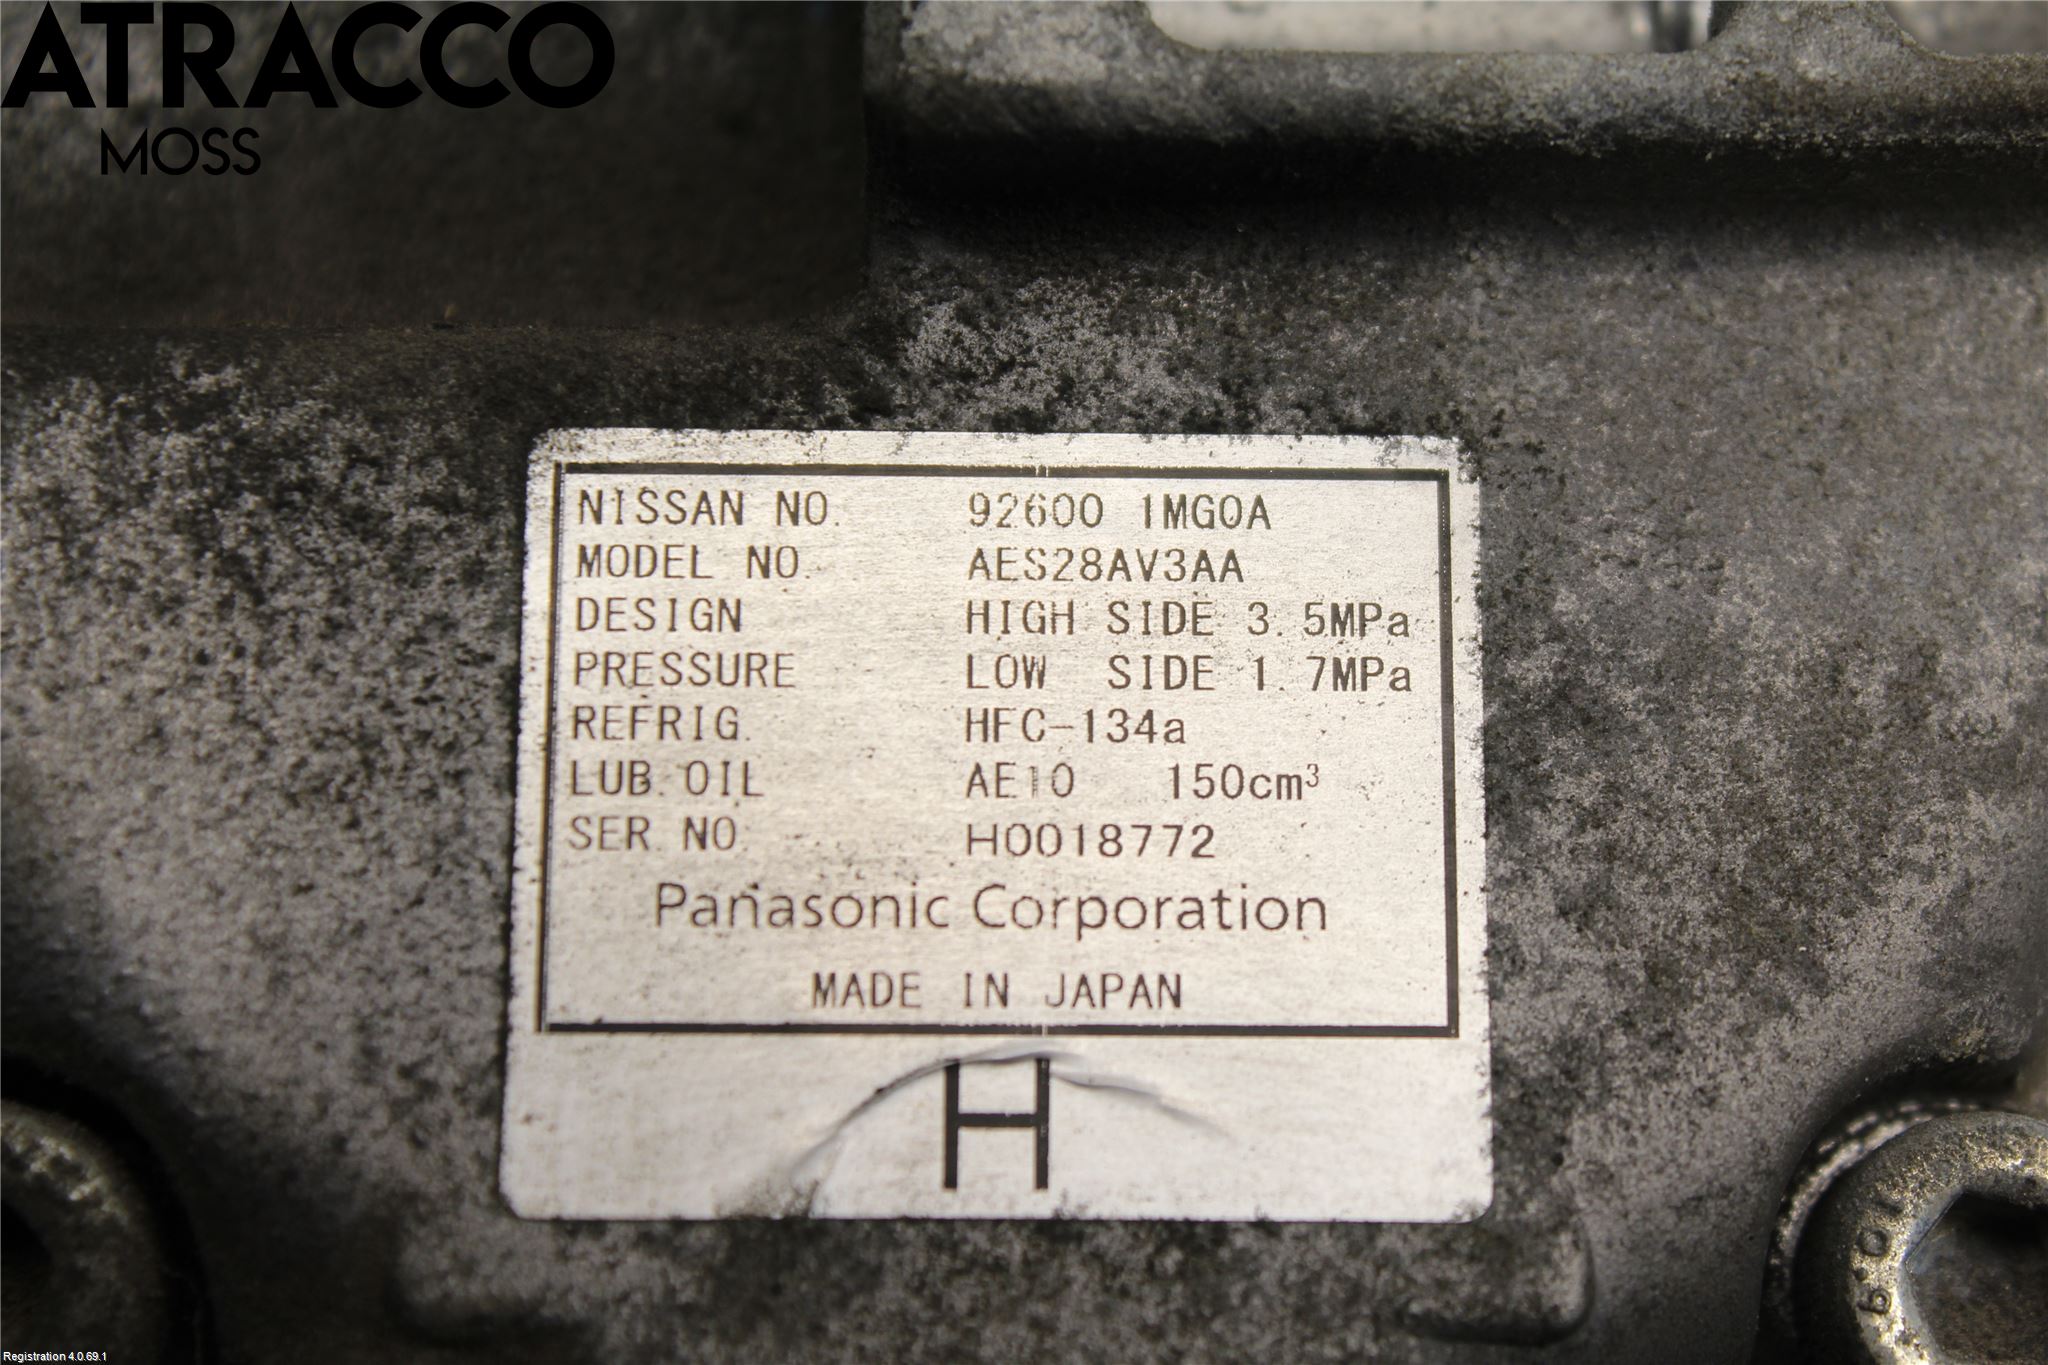 ATRACCO
MOSS
NISSAN NO. 92600 1MG0A
MODEL NO. AES28AV3AA
DESIGN HIGH SIDE 3.5MPa
PRESSURE LOW SIDE 1.7MPa
REFRIG. HFC-134a
LUB.OIL AE10 150cm³
SER.NO. H0018772
Panasonic Corporation
MADE IN JAPAN
H
10.9
Registration 4.0.69.1